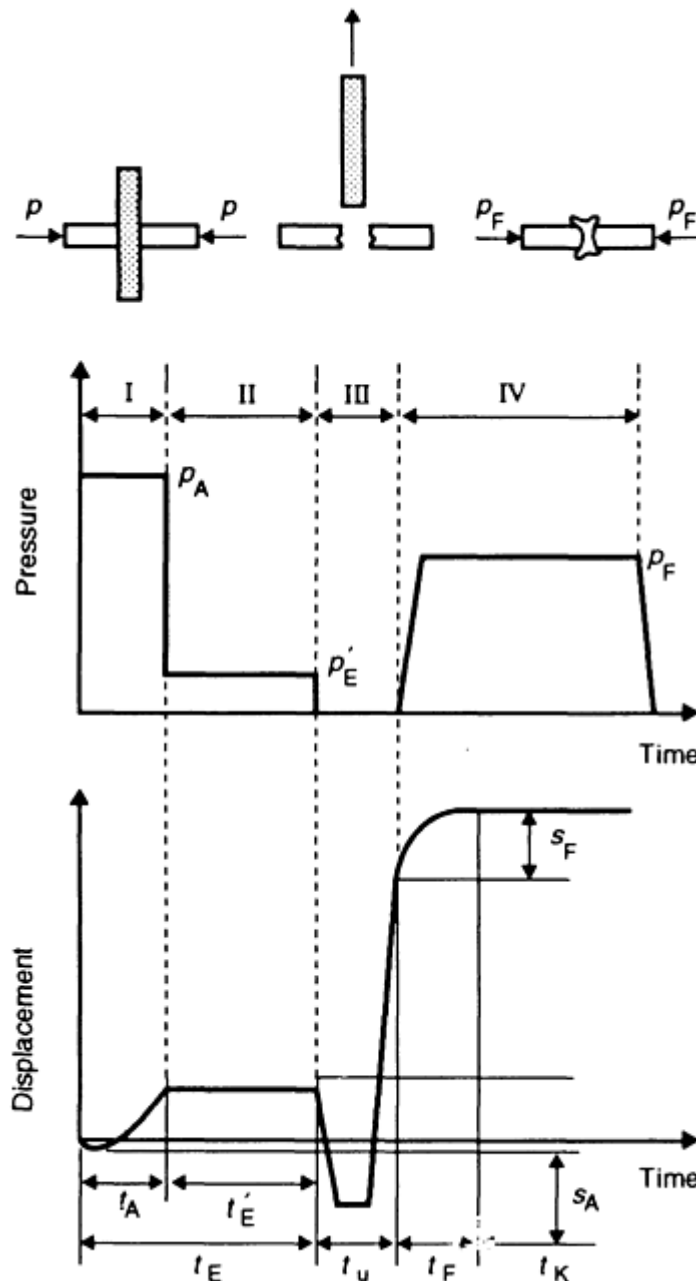 p p p_F p_F
I II III IV
p_A
p_F
p′_E
Pressure
Time
s_F
Displacement
Time
t_A t′_E s_A
t_E t_u t_F t_K